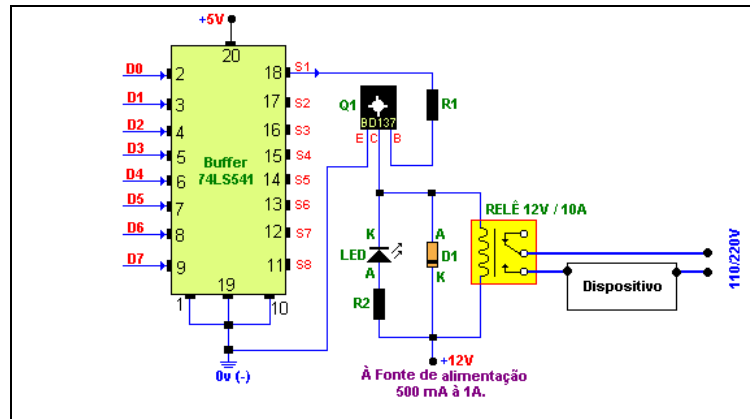 +5V
20
D0
2
18
S1
D1
3
17
S2
D2
4
16
S3
D3
5
15
S4
D4
6
14
S5
D5
7
13
S6
D6
8
12
S7
D7
9
11
S8
Buffer
74LS541
1
19
10
0v (-)
Q1
BD137
E
C
B
R1
K
LED
A
R2
A
D1
K
RELÊ 12V / 10A
Dispositivo
110/220V
+12V
À Fonte de alimentação
500 mA à 1A.